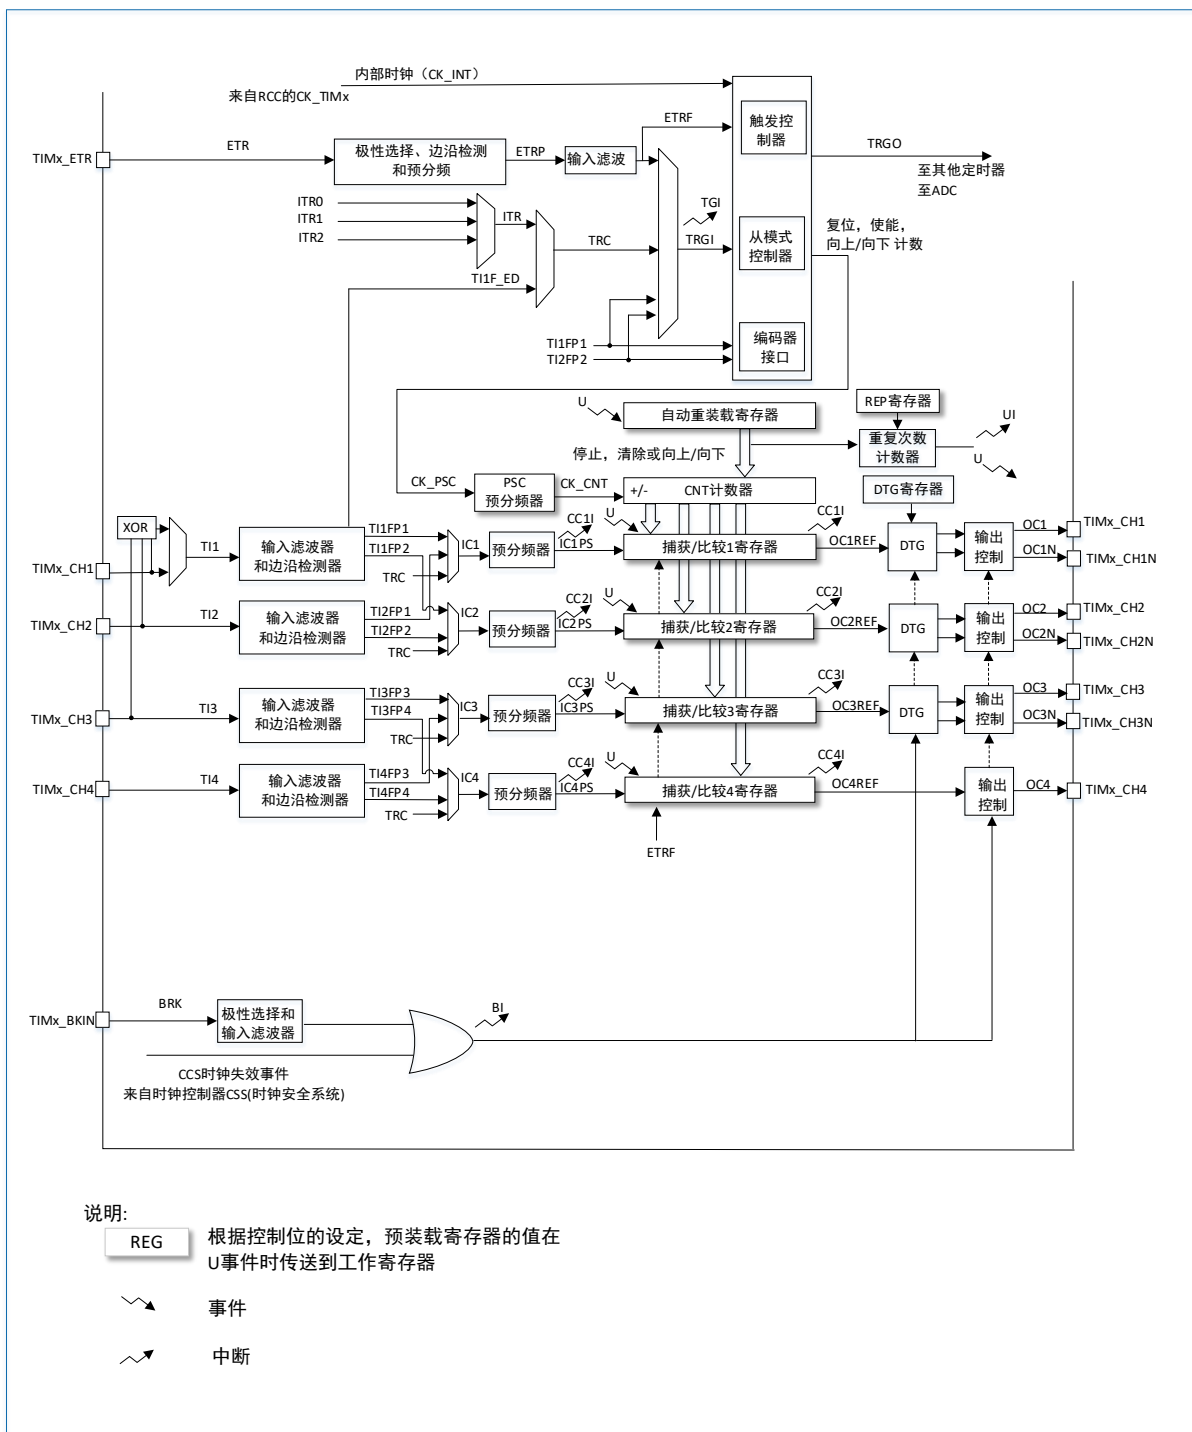 内部时钟（CK_INT）
来自RCC的CK_TIMx
触发控
制器
ETRF
TIMx_ETR
ETR
极性选择、边沿检测
和预分频
ETRP
输入滤波
TRGO
至其他定时器
至ADC
ITR0
ITR1
ITR2
ITR
TRC
TGI
TRGI
从模式
控制器
复位，使能，
向上/向下 计数
TI1F_ED
TI1FP1
TI2FP2
编码器
接口
U
自动重装载寄存器
REP寄存器
重复次数
计数器
UI
U
停止，清除或向上/向下
CK_PSC
PSC
预分频器
CK_CNT
+/-
CNT计数器
DTG寄存器
XOR
TIMx_CH1
TI1
输入滤波器
和边沿检测器
TI1FP1
TI1FP2
TRC
IC1
预分频器
CC1I
IC1PS
U
捕获/比较1寄存器
CC1I
OC1REF
DTG
输出
控制
OC1
OC1N
TIMx_CH1
TIMx_CH1N
TIMx_CH2
TI2
输入滤波器
和边沿检测器
TI2FP1
TI2FP2
TRC
IC2
预分频器
CC2I
IC2PS
U
捕获/比较2寄存器
CC2I
OC2REF
DTG
输出
控制
OC2
OC2N
TIMx_CH2
TIMx_CH2N
TIMx_CH3
TI3
输入滤波器
和边沿检测器
TI3FP3
TI3FP4
TRC
IC3
预分频器
CC3I
IC3PS
U
捕获/比较3寄存器
CC3I
OC3REF
DTG
输出
控制
OC3
OC3N
TIMx_CH3
TIMx_CH3N
TIMx_CH4
TI4
输入滤波器
和边沿检测器
TI4FP3
TI4FP4
TRC
IC4
预分频器
CC4I
IC4PS
U
捕获/比较4寄存器
CC4I
OC4REF
输出
控制
OC4
TIMx_CH4
ETRF
TIMx_BKIN
BRK
极性选择和
输入滤波器
BI
CCS时钟失效事件
来自时钟控制器CSS(时钟安全系统)
说明:
REG
根据控制位的设定，预装载寄存器的值在
U事件时传送到工作寄存器
事件
中断